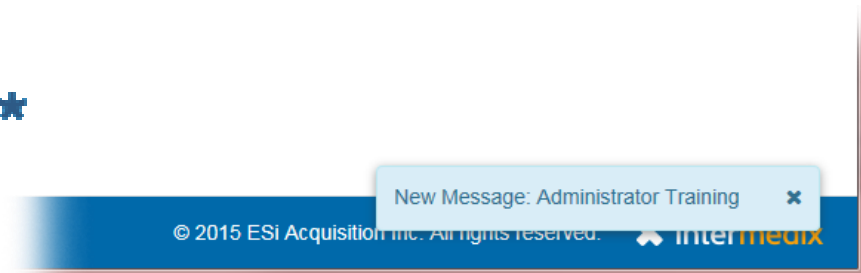 New Message: Administrator Training
© 2015 ESi Acquisition Inc. All rights reserved. intermedix